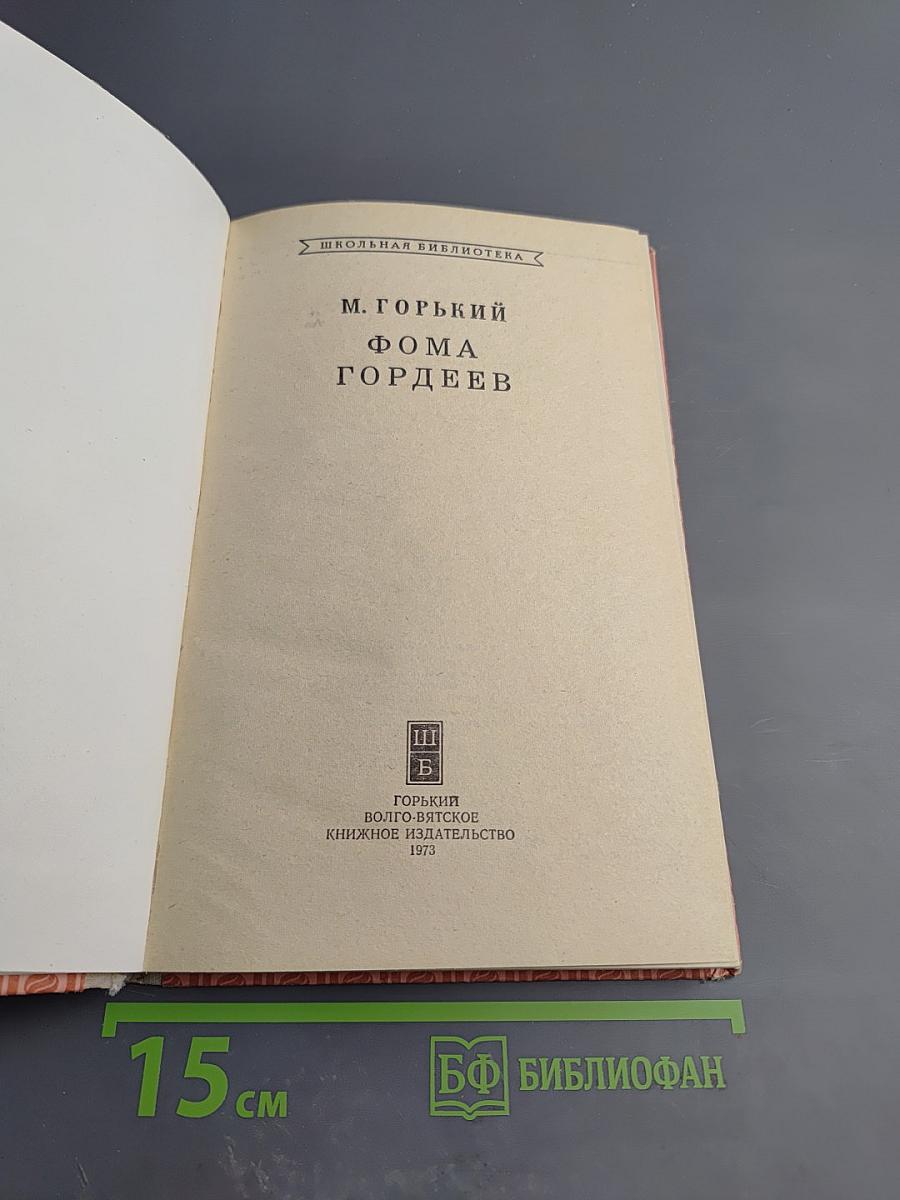 ШКОЛЬНАЯ БИБЛИОТЕКА
М. ГОРЬКИЙ
ФОМА
ГОРДЕЕВ
Ш
Б
ГОРЬКИЙ
ВОЛГО-ВЯТСКОЕ
КНИЖНОЕ ИЗДАТЕЛЬСТВО
1973
15 см
БФ БИБЛИОФАН